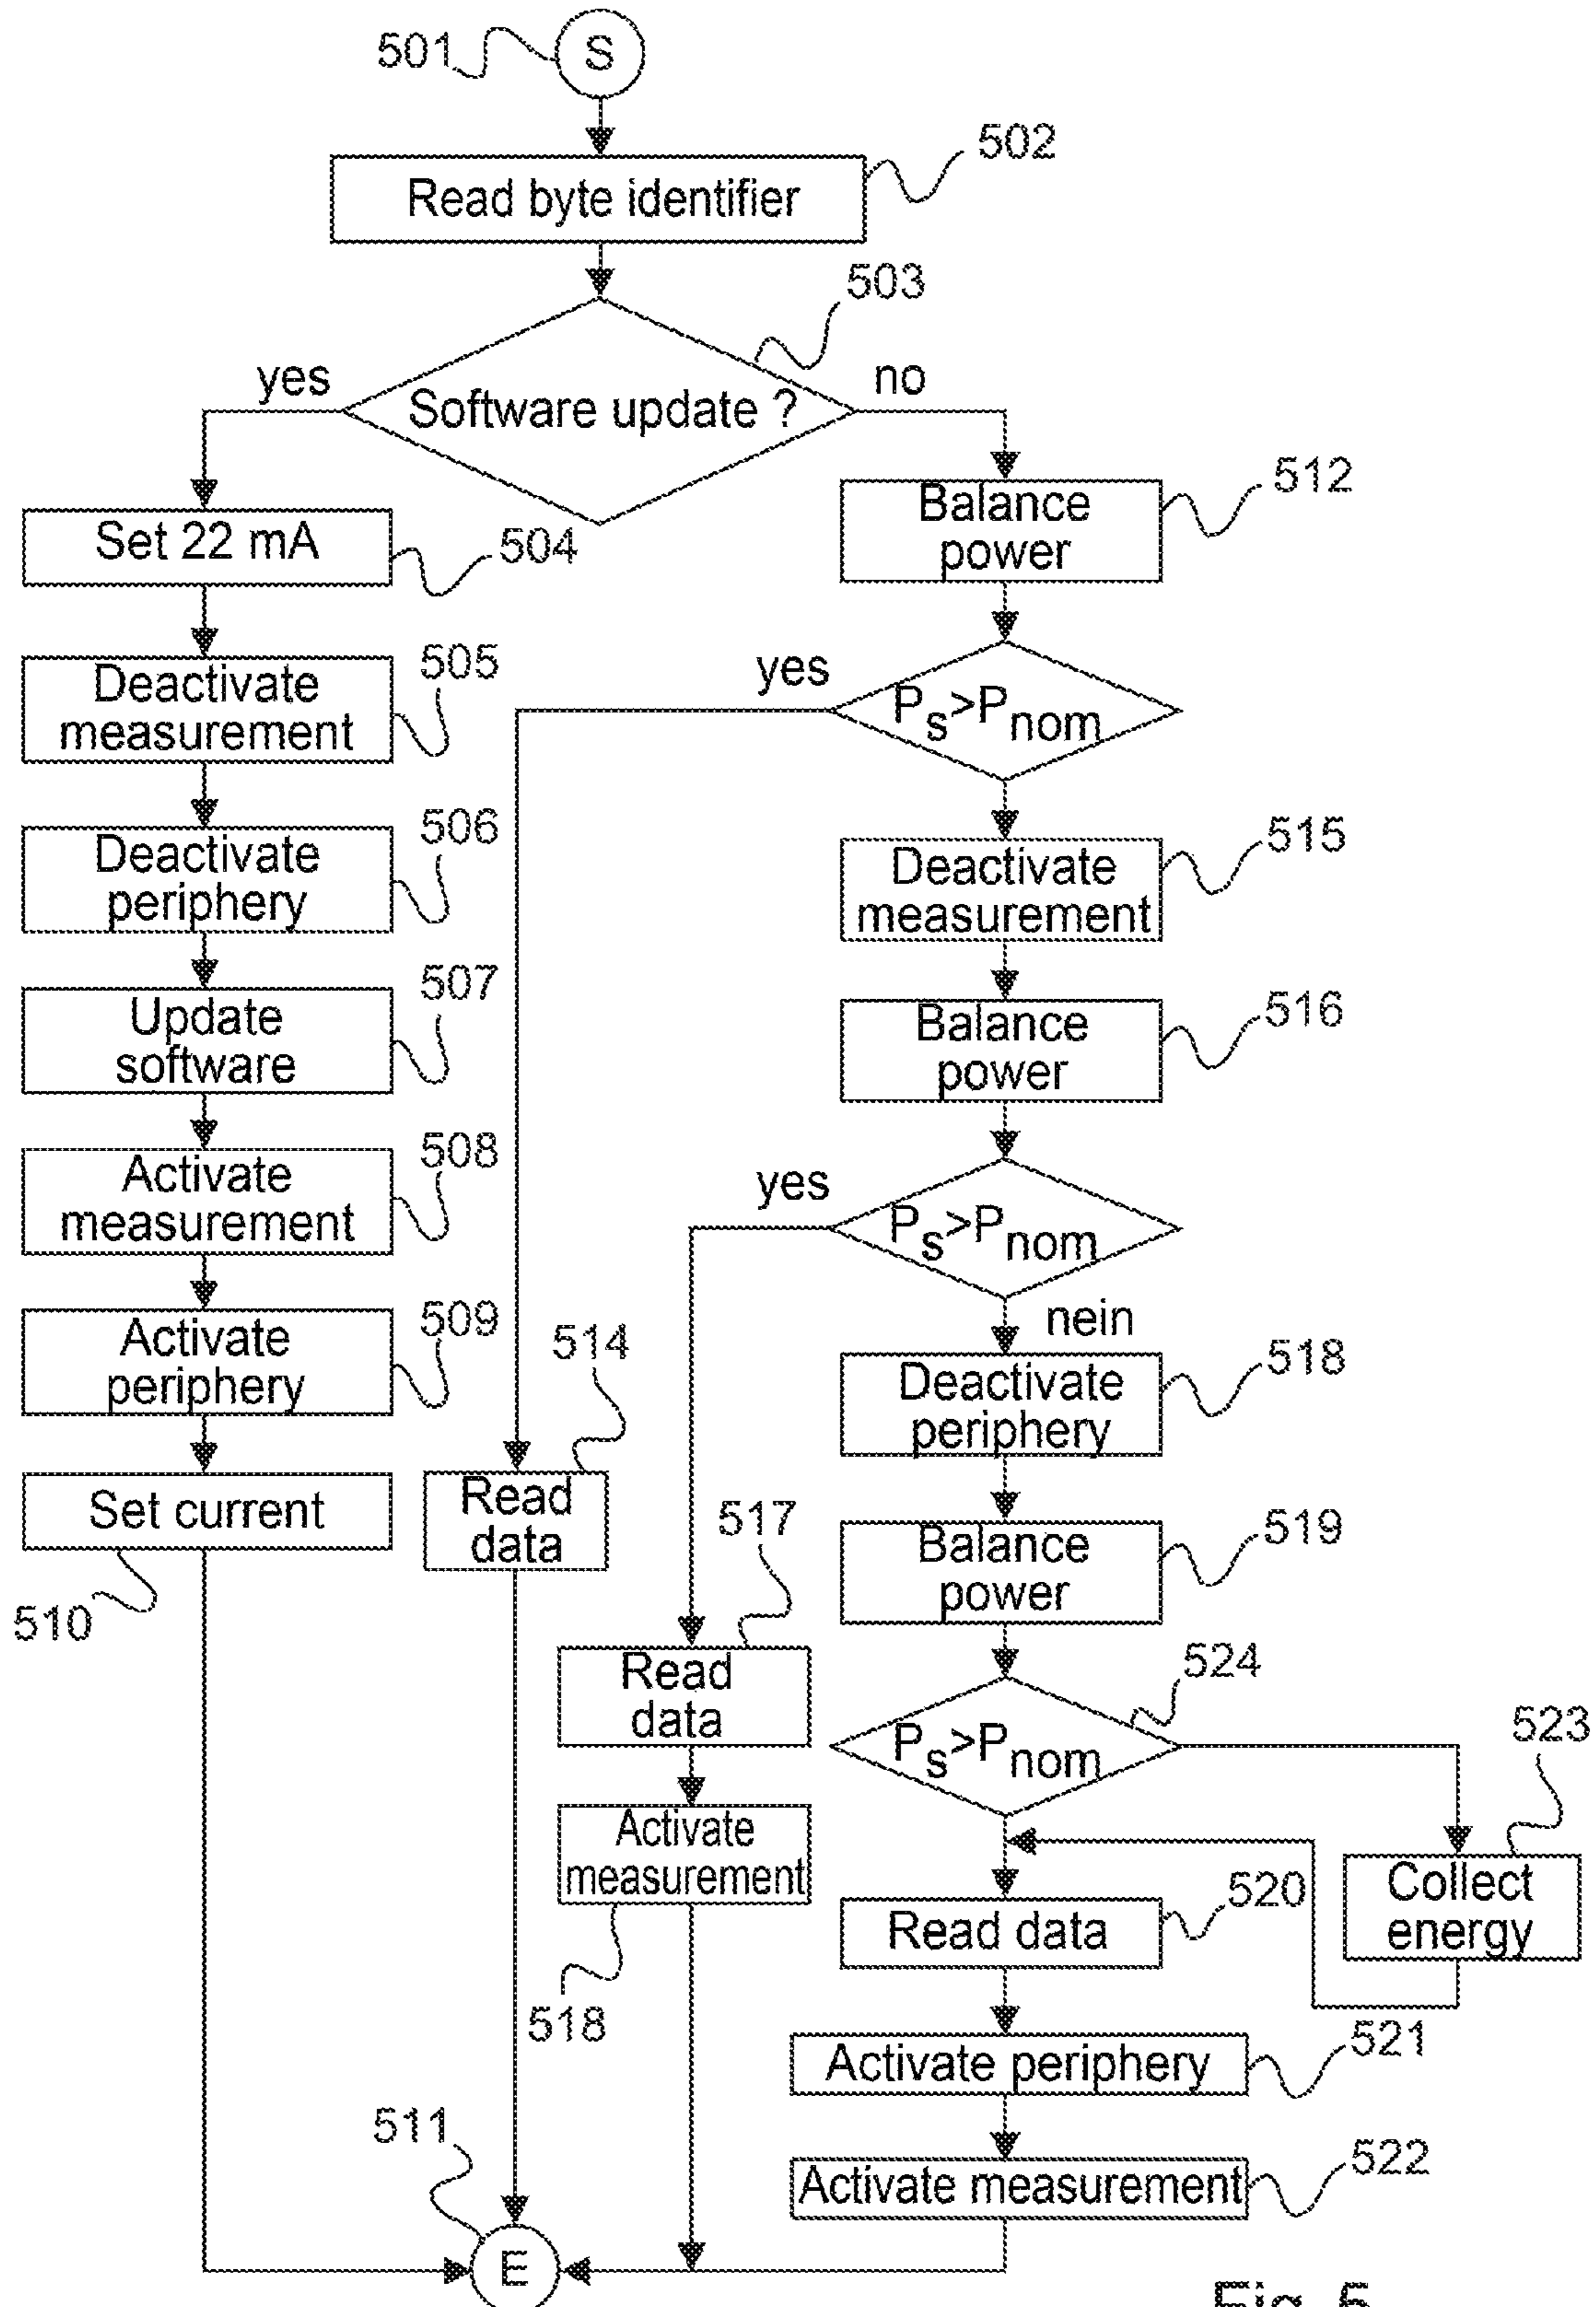 501
S
502
Read byte identifier
503
yes
no
Software update ?
512
Balance
power
Set 22 mA
504
505
Deactivate
measurement
yes
Ps>Pnom
506
Deactivate
periphery
515
Deactivate
measurement
507
Update
software
516
Balance
power
508
Activate
measurement
yes
Ps>Pnom
nein
509
Activate
periphery
514
518
Deactivate
periphery
Set current
510
Read
data
517
519
Balance
power
Read
data
524
Ps>Pnom
523
Collect
energy
Activate
measurement
518
520
Read data
521
Activate periphery
511
522
Activate measurement
E
Fig. 5